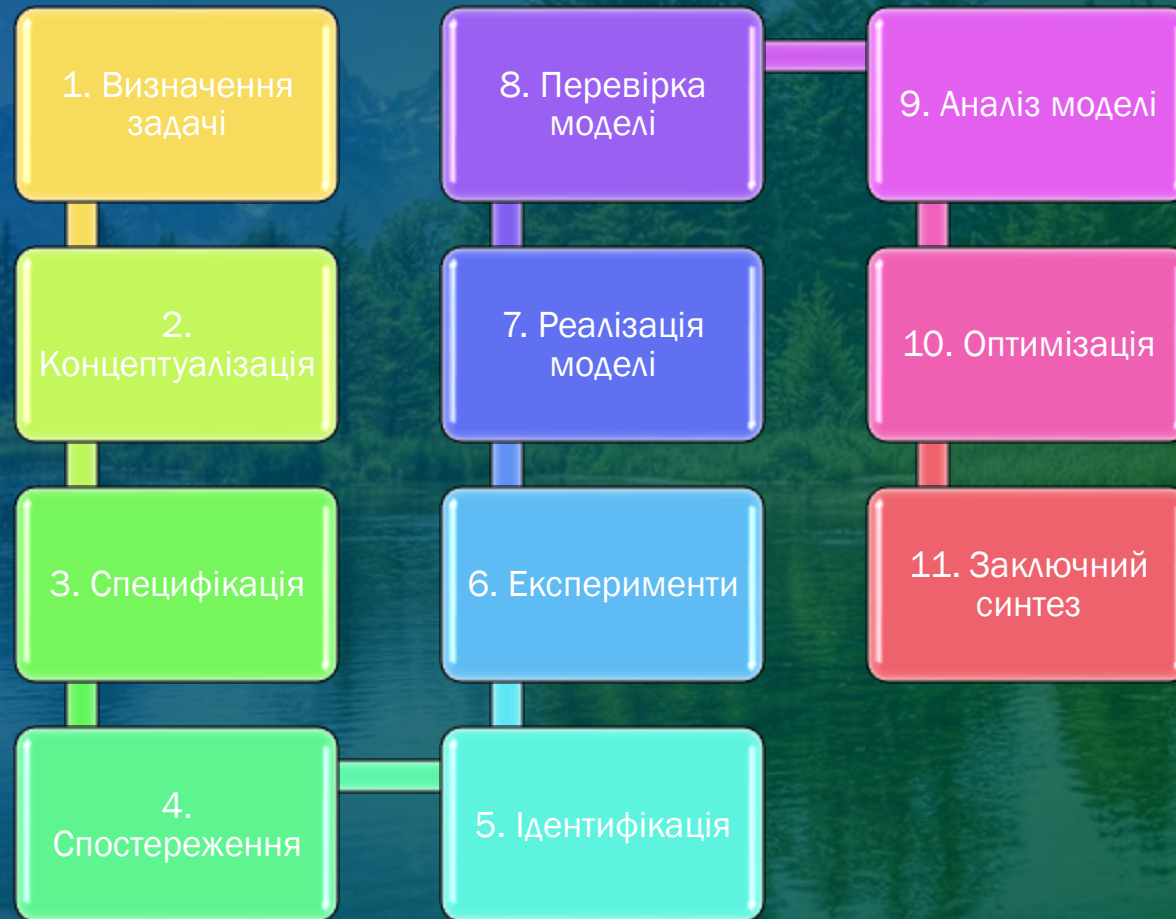 1. Визначення
задачі
2.
Концептуалізація
3. Специфікація
4.
Спостереження
5. Ідентифікація
6. Експерименти
7. Реалізація
моделі
8. Перевірка
моделі
9. Аналіз моделі
10. Оптимізація
11. Заключний
синтез